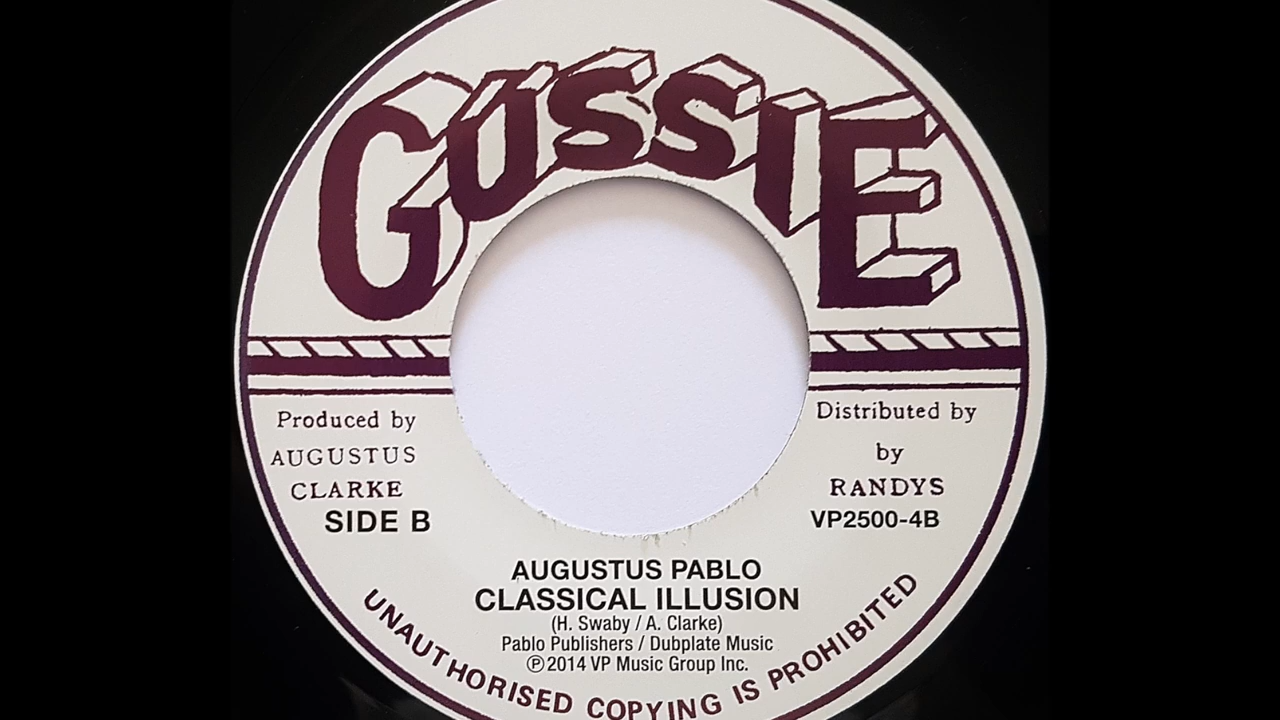 GUSSIE
Produced by
AUGUSTUS
CLARKE
SIDE B
Distributed by
by
RANDYS
VP2500-4B
AUGUSTUS PABLO
CLASSICAL ILLUSION
(H. Swaby / A. Clarke)
Pablo Publishers / Dubplate Music
℗2014 VP Music Group Inc.
UNAUTHORISED COPYING IS PROHIBITED